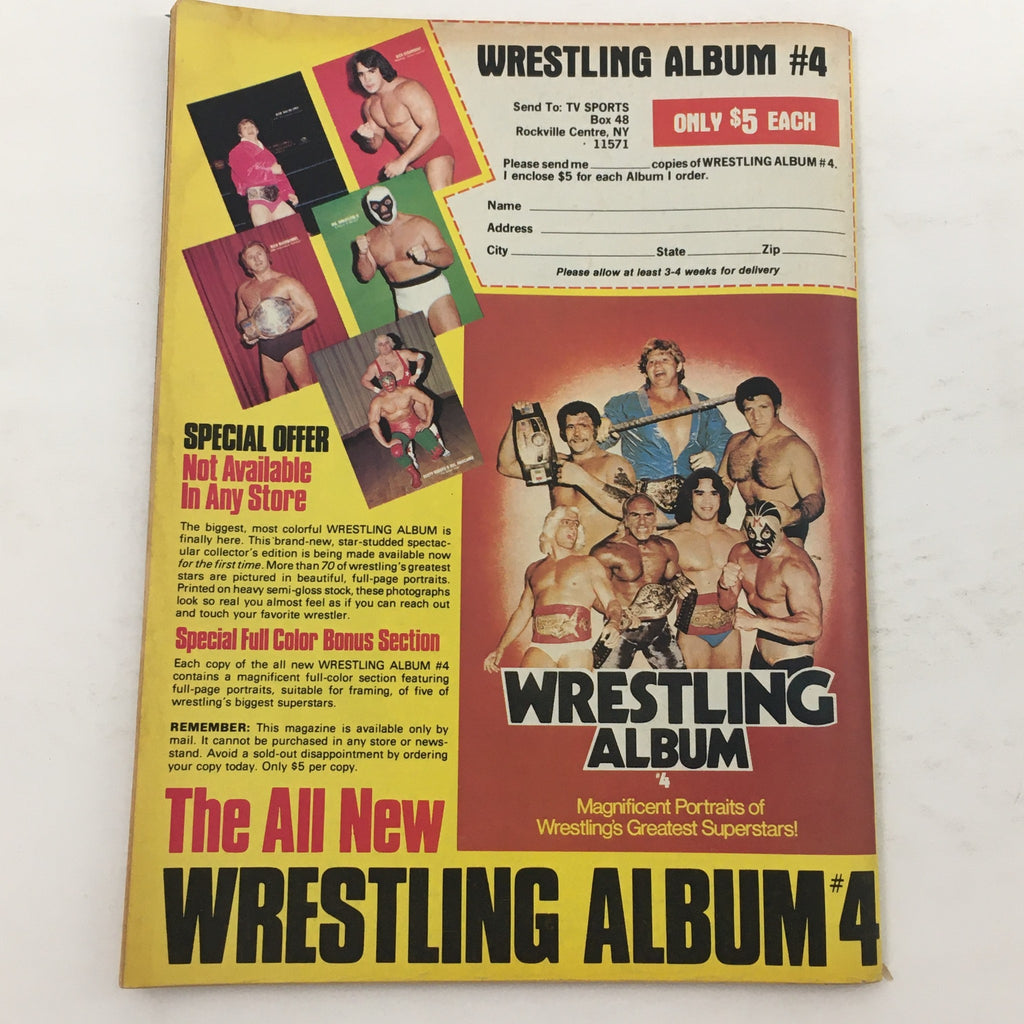 WRESTLING ALBUM #4
Send To: TV SPORTS
Box 48
Rockville Centre, NY
11571
ONLY $5 EACH
Please send me ______ copies of WRESTLING ALBUM #4.
I enclose $5 for each Album I order.
Name
Address
City State Zip
Please allow at least 3-4 weeks for delivery
SPECIAL OFFER
Not Available
In Any Store
The biggest, most colorful WRESTLING ALBUM is
finally here. This brand-new, star-studded spectac-
ular collector's edition is being made available now
for the first time. More than 70 of wrestling's greatest
stars are pictured in beautiful, full-page portraits.
Printed on heavy semi-gloss stock, these photographs
look so real you almost feel as if you can reach out
and touch your favorite wrestler.
Special Full Color Bonus Section
Each copy of the all new WRESTLING ALBUM #4
contains a magnificent full-color section featuring
full-page portraits, suitable for framing, of five of
wrestling's biggest superstars.
REMEMBER: This magazine is available only by
mail. It cannot be purchased in any store or news-
stand. Avoid a sold-out disappointment by ordering
your copy today. Only $5 per copy.
WRESTLING
ALBUM
#4
Magnificent Portraits of
Wrestling's Greatest Superstars!
The All New
WRESTLING ALBUM #4